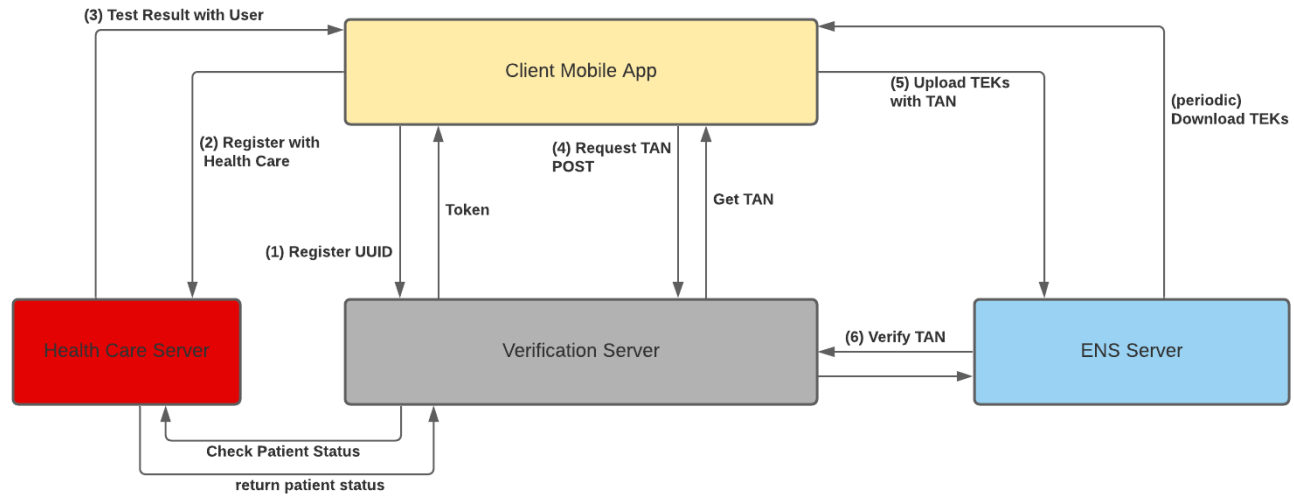 (3) Test Result with User
Client Mobile App
(5) Upload TEKs
with TAN
(periodic)
Download TEKs
(2) Register with
Health Care
(4) Request TAN
POST
Get TAN
Token
(1) Register UUID
Health Care Server
Verification Server
(6) Verify TAN
ENS Server
Check Patient Status
return patient status